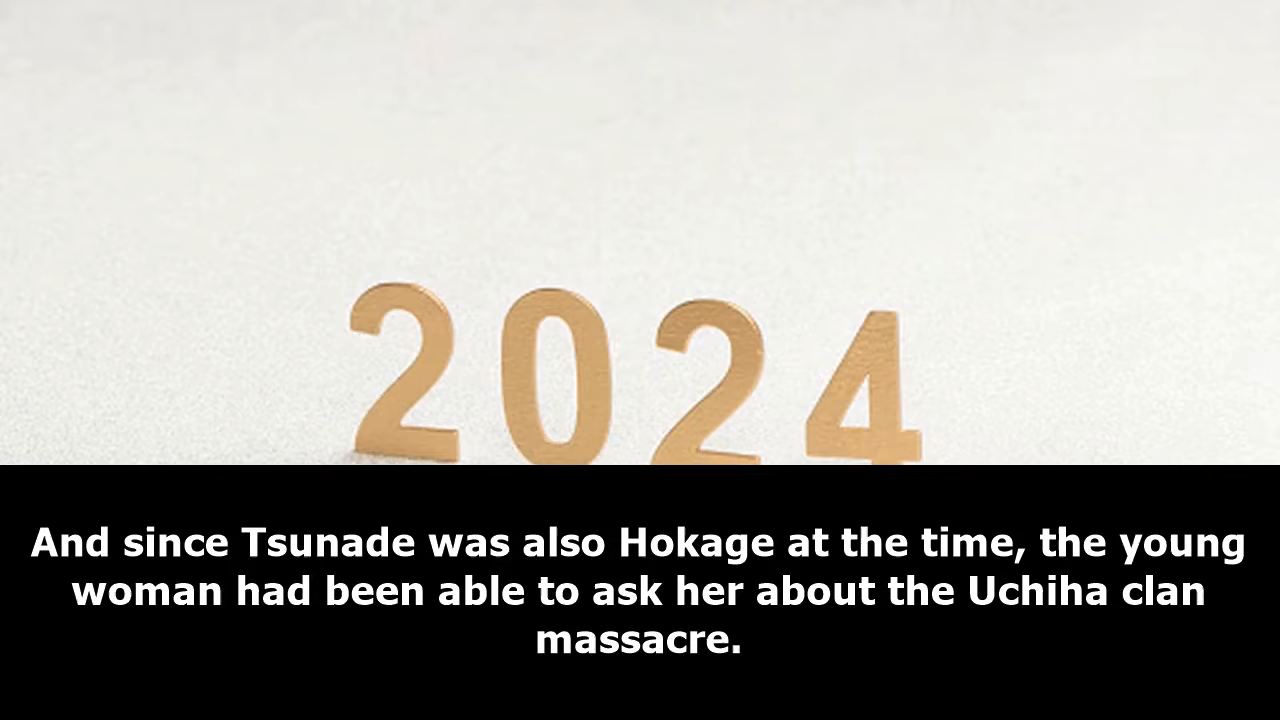 2024
And since Tsunade was also Hokage at the time, the young
woman had been able to ask her about the Uchiha clan
massacre.